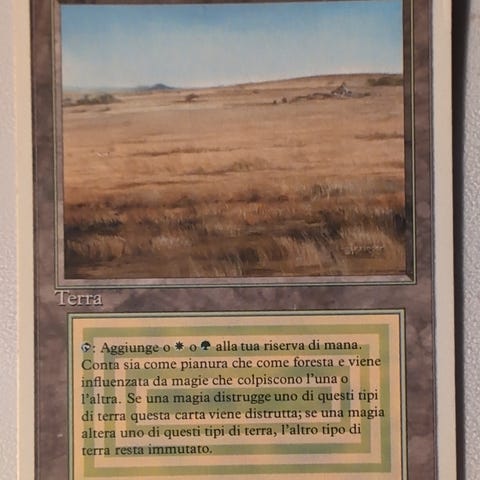 Terra
: Aggiunge o o alla tua riserva di mana.
Conta sia come pianura che come foresta e viene
influenzata da magie che colpiscono l'una o
l'altra. Se una magia distrugge uno di questi tipi
di terra questa carta viene distrutta; se una magia
altera uno di questi tipi di terra, l'altro tipo di
terra resta immutato.